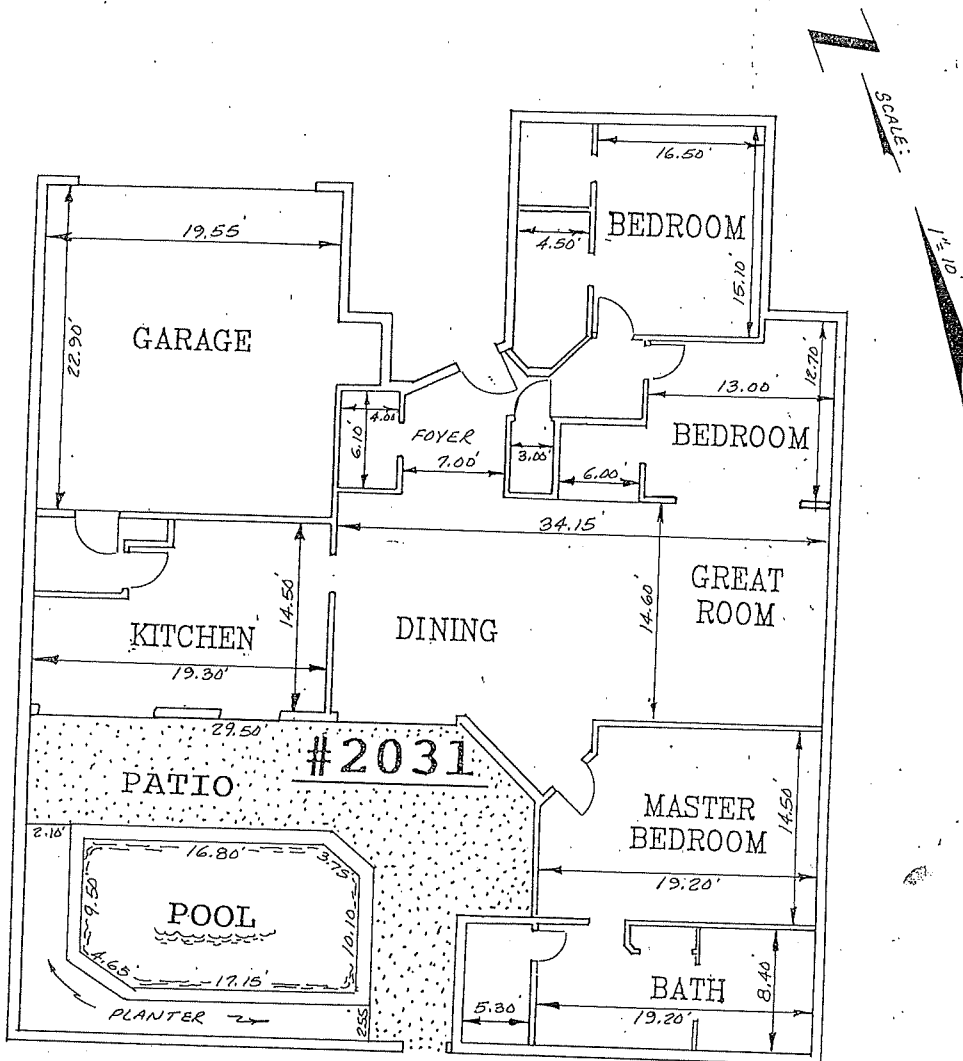 SCALE:
1"=10'
16.50'
BEDROOM
4.50'
15.10'
19.55'
GARAGE
22.90'
12.70'
13.00'
BEDROOM
4.00'
6.10'
FOYER
7.00'
3.00'
6.00'
34.15'
14.50'
14.60'
GREAT
ROOM
KITCHEN
19.30'
DINING
29.50'
#2031
PATIO
MASTER
BEDROOM
14.50'
19.20'
2.10'
16.80'
3.75'
9.50'
POOL
10.10
4.65'
17.15'
PLANTER
2.55'
5.30'
BATH
19.20'
8.40'